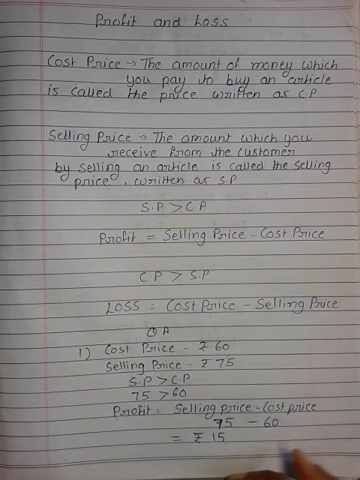 Profit and Loss
Cost Price → The amount of money which
you pay to buy an article
is called the price written as C.P
Selling Price → The amount which you
receive from the customer
by selling an article is called the selling
price, written as S.P
S.P > C.P
Profit = Selling Price - Cost Price
C.P > S.P
LOSS = Cost Price - Selling Price
Q A
1) Cost Price - ₹ 60
Selling Price - ₹ 75
S.P > C.P
75 > 60
Profit = Selling price - Cost price
75 - 60
= ₹ 15